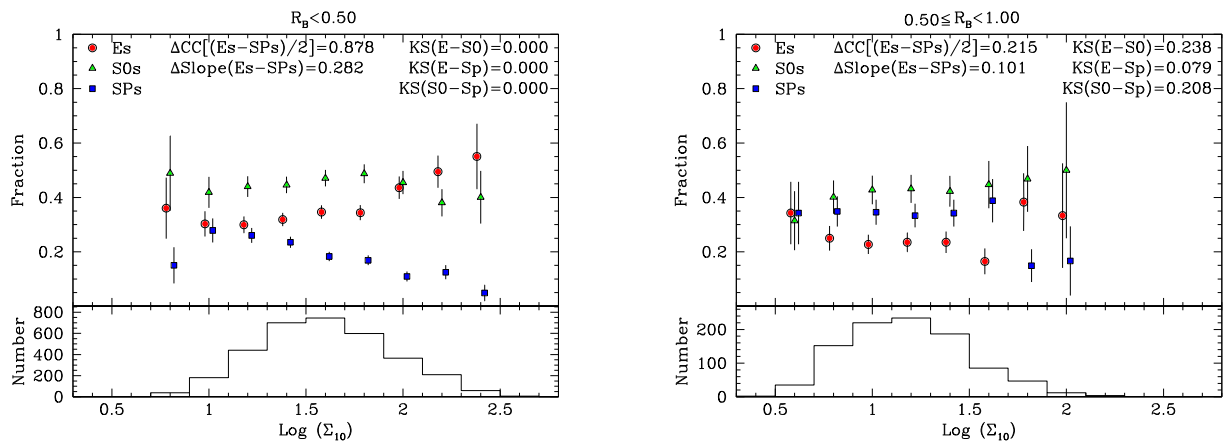 R_B<0.50
1
Es ΔCC[(Es−SPs)/2]=0.878 KS(E−S0)=0.000
S0s ΔSlope(Es−SPs)=0.282 KS(E−Sp)=0.000
0.8
SPs KS(S0−Sp)=0.000
0.6
Fraction
0.4
0.2
800
600
Number
400
200
0
0.5 1 1.5 2 2.5
Log (Σ_10)
0.50≤R_B<1.00
1
Es ΔCC[(Es−SPs)/2]=0.215 KS(E−S0)=0.238
S0s ΔSlope(Es−SPs)=0.101 KS(E−Sp)=0.079
0.8
SPs KS(S0−Sp)=0.208
0.6
Fraction
0.4
0.2
200
Number
100
0
0.5 1 1.5 2 2.5
Log (Σ_10)